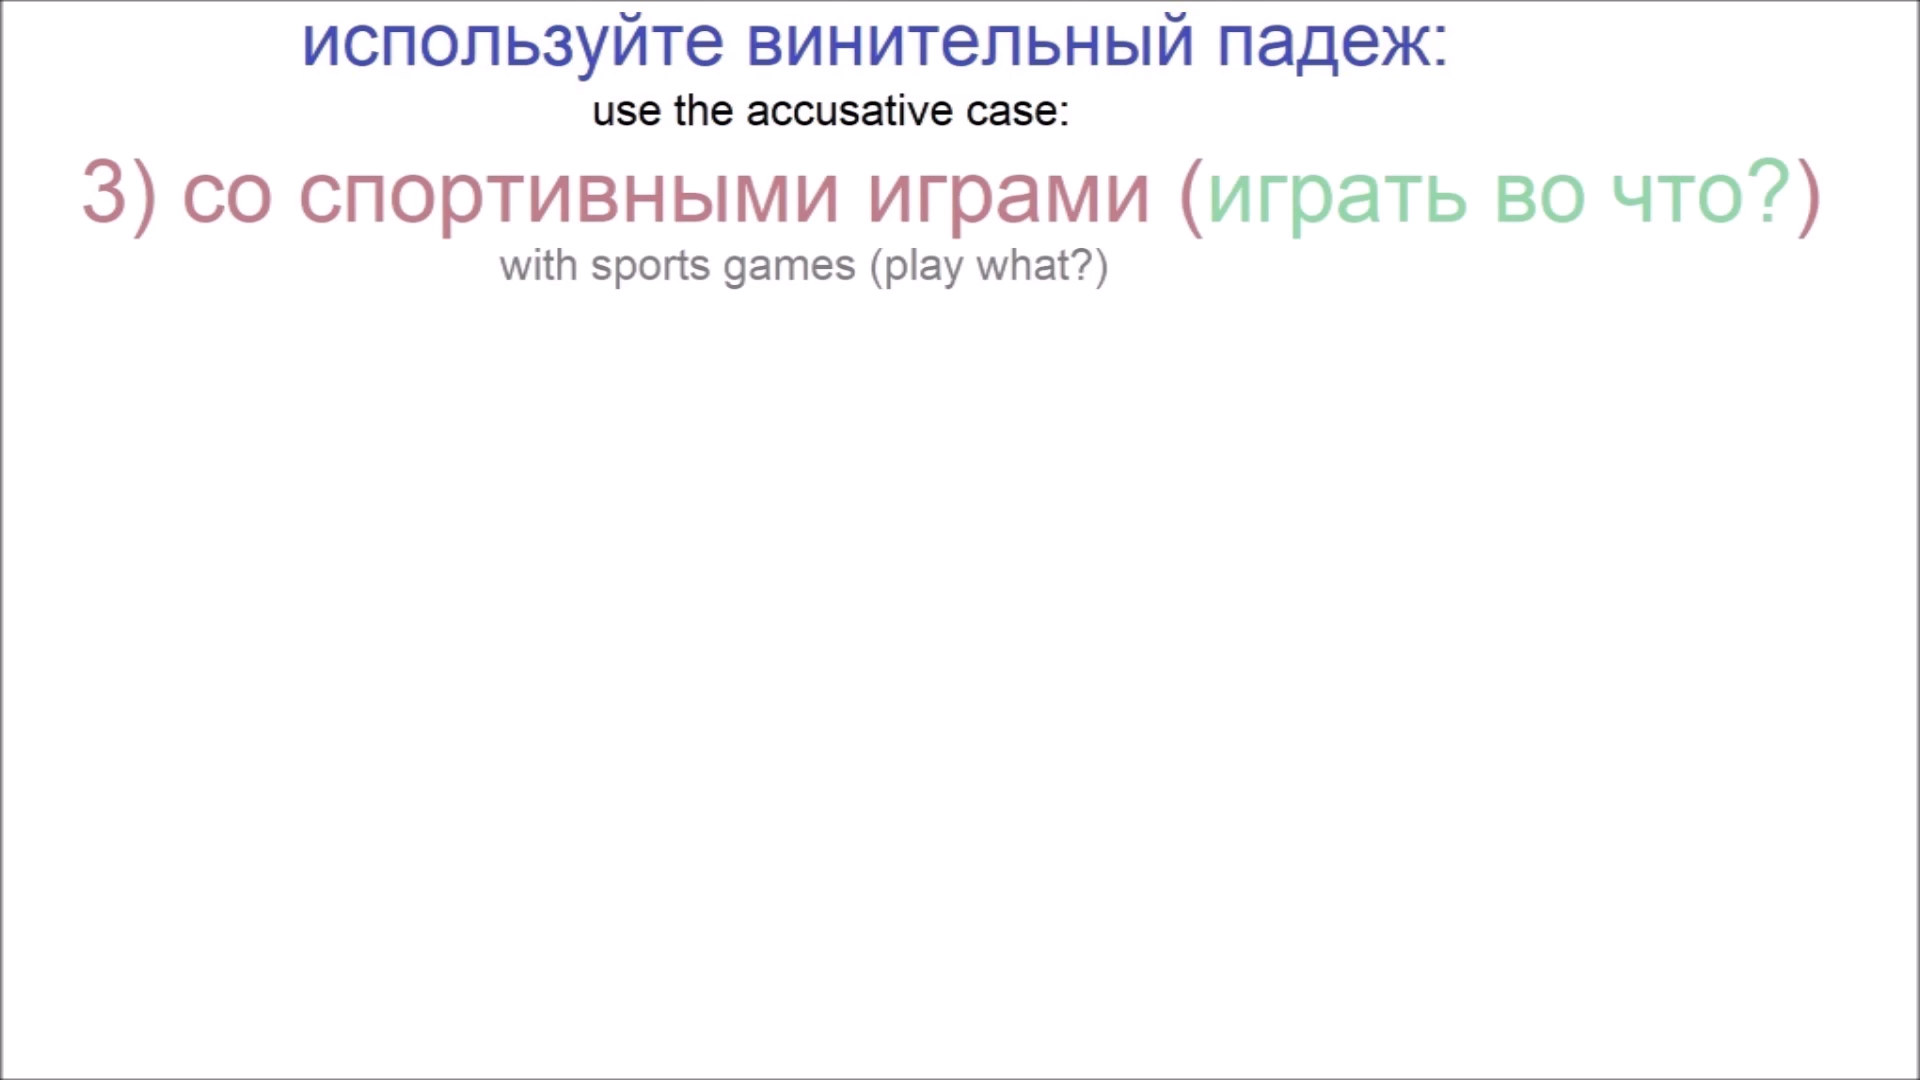 используйте винительный падеж:
use the accusative case:
3) со спортивными играми (играть во что?)
with sports games (play what?)